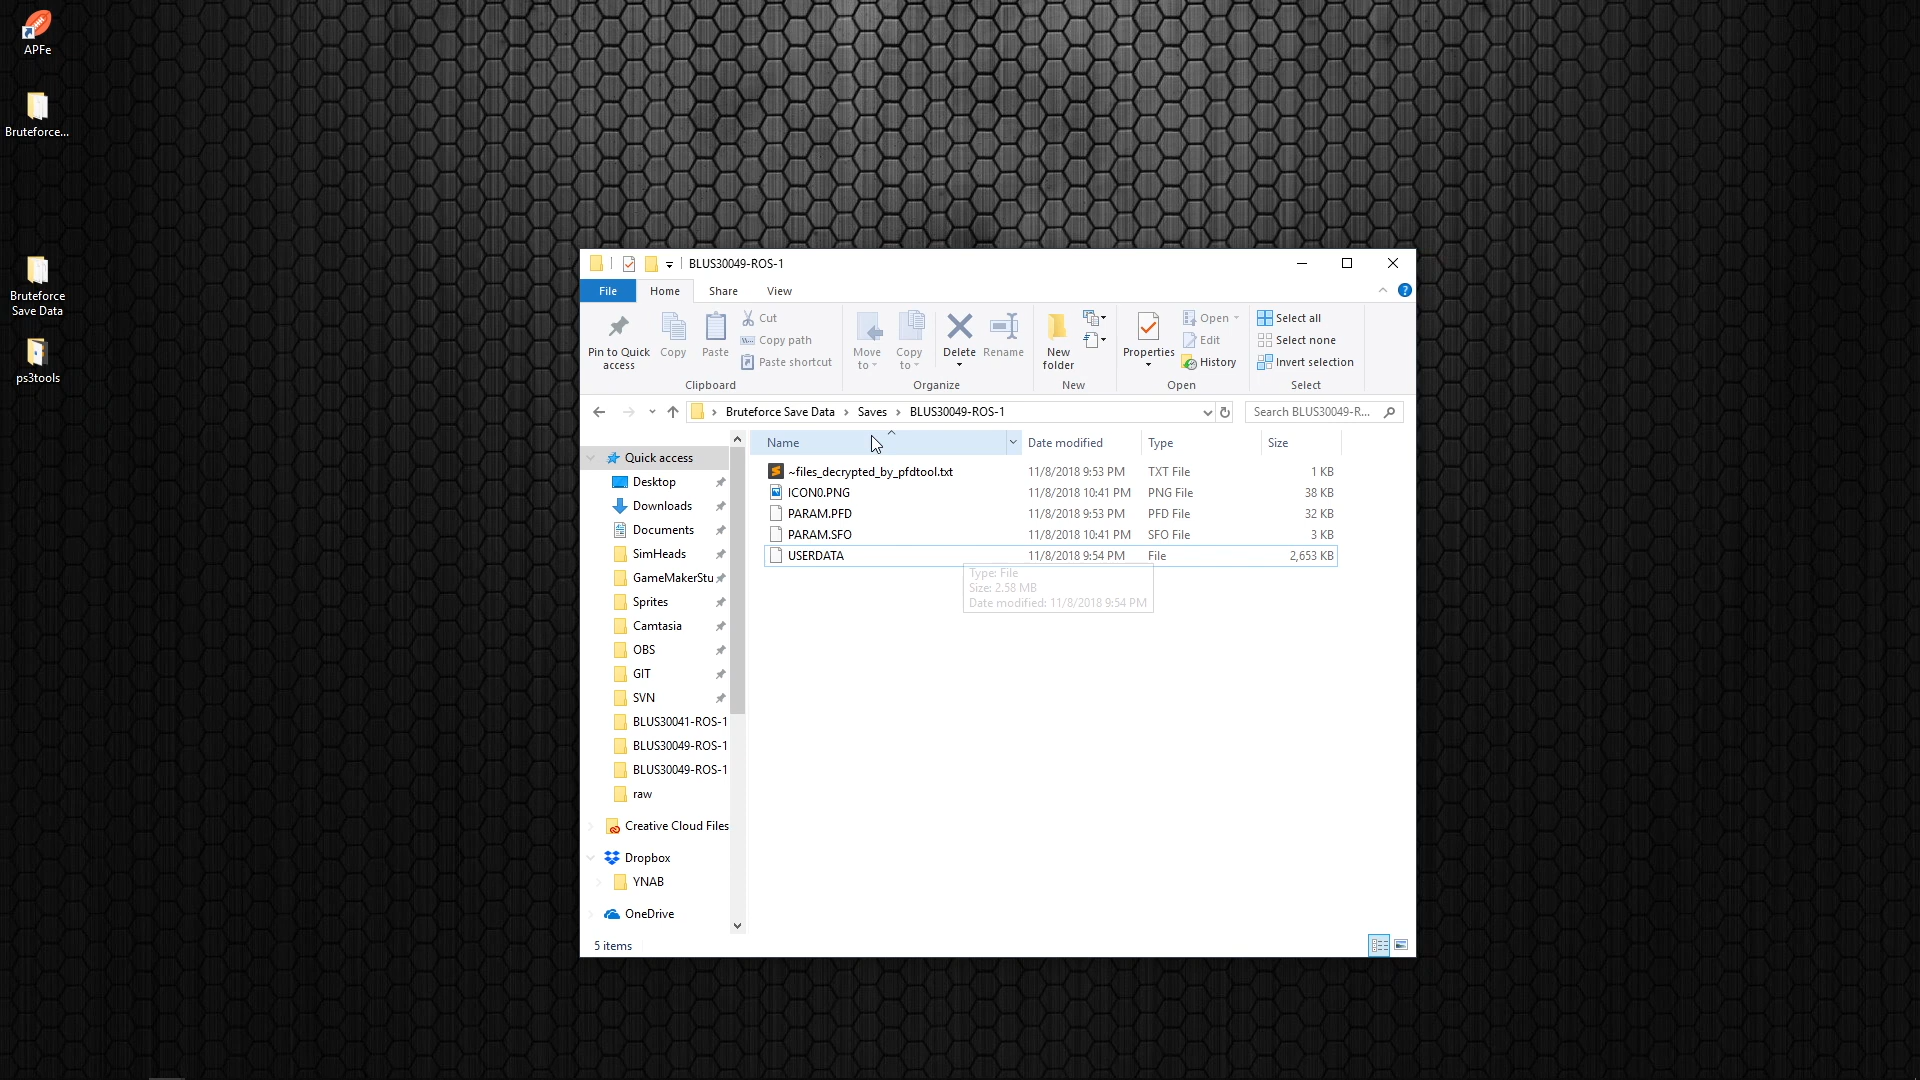 APFe
Bruteforce...
Bruteforce
Save Data
ps3tools
BLUS30049-ROS-1
File Home Share View
Pin to Quick
access
Copy
Paste
Cut
Copy path
Paste shortcut
Clipboard
Move
to
Copy
to
Delete
Rename
Organize
New
folder
New
Properties
Open
Edit
History
Open
Select all
Select none
Invert selection
Select
Bruteforce Save Data › Saves › BLUS30049-ROS-1
Search BLUS30049-R...
Quick access
Desktop
Downloads
Documents
SimHeads
GameMakerStu
Sprites
Camtasia
OBS
GIT
SVN
BLUS30041-ROS-1
BLUS30049-ROS-1
BLUS30049-ROS-1
raw
Creative Cloud Files
Dropbox
YNAB
OneDrive
Name Date modified Type Size
~files_decrypted_by_pfdtool.txt 11/8/2018 9:53 PM TXT File 1 KB
ICON0.PNG 11/8/2018 10:41 PM PNG File 38 KB
PARAM.PFD 11/8/2018 9:53 PM PFD File 32 KB
PARAM.SFO 11/8/2018 10:41 PM SFO File 3 KB
USERDATA 11/8/2018 9:54 PM File 2,653 KB
Type: File
Size: 2.58 MB
Date modified: 11/8/2018 9:54 PM
5 items